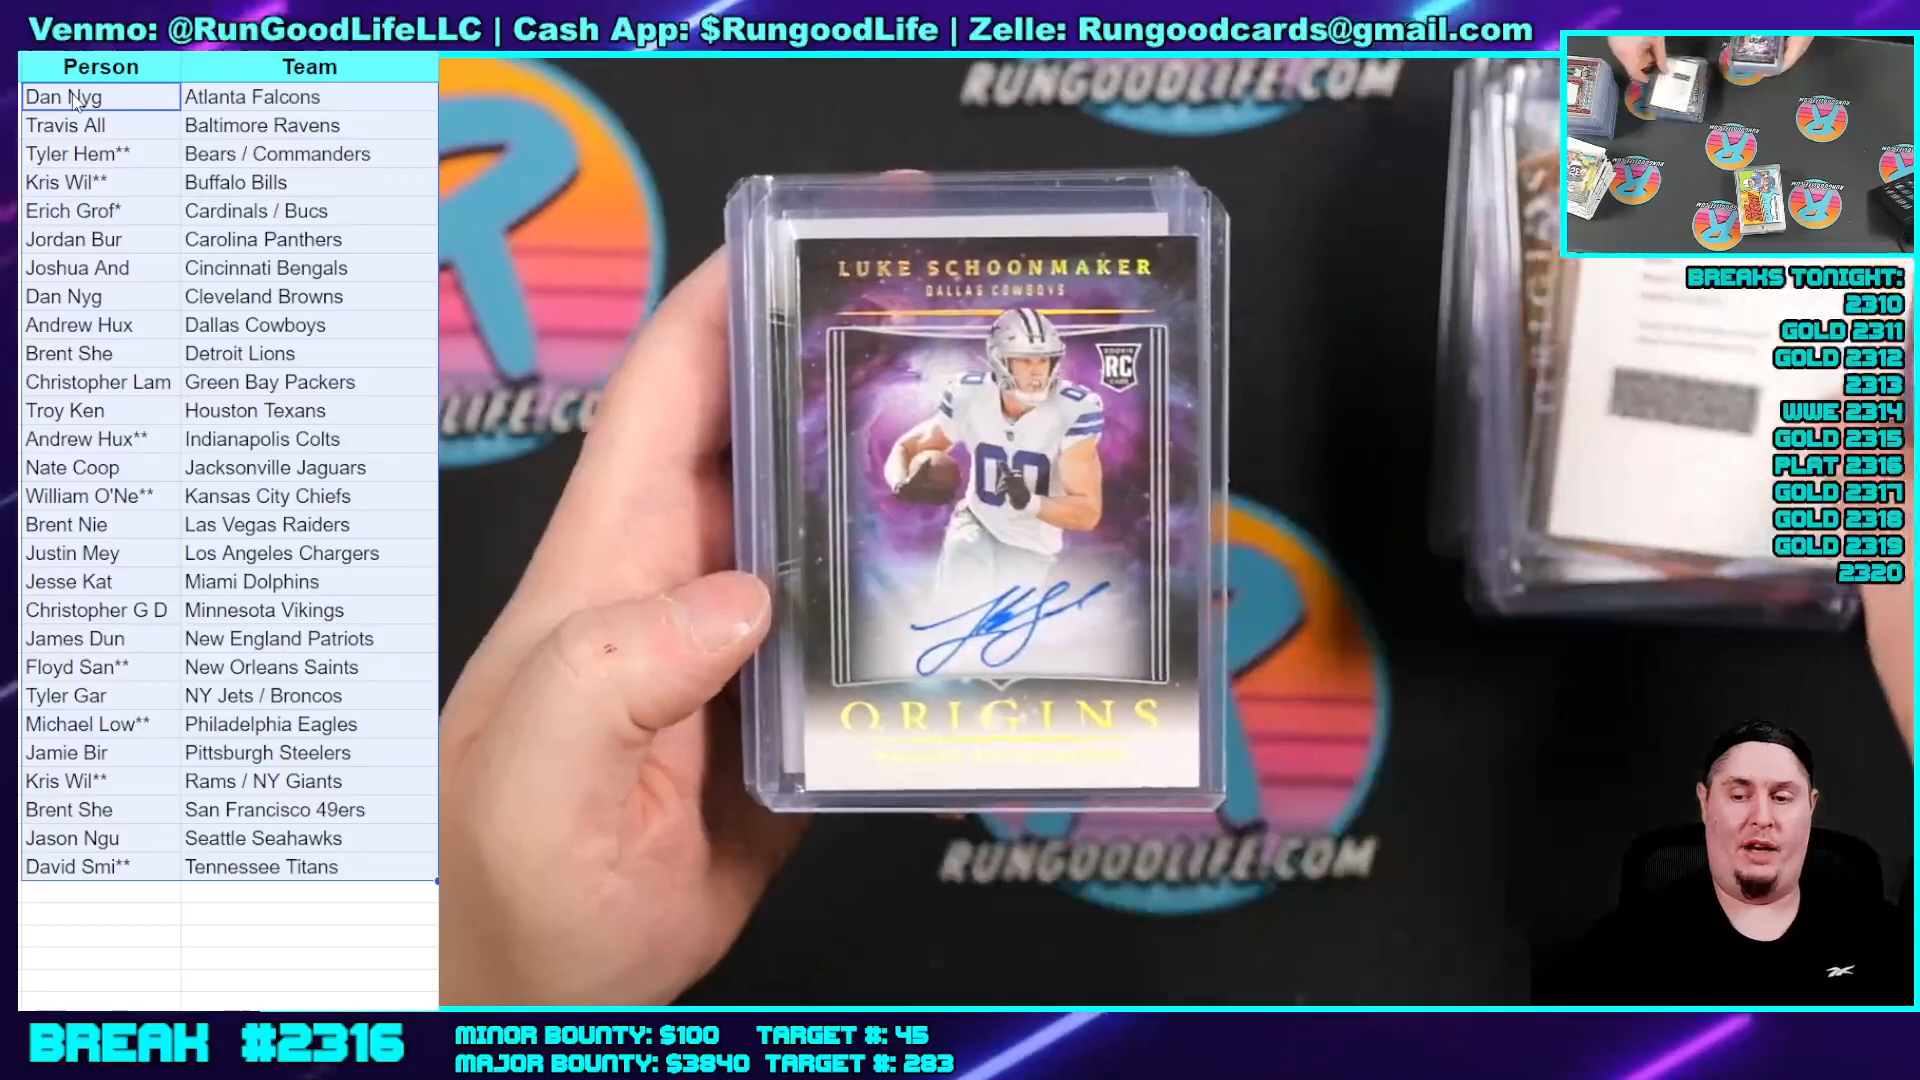 Venmo: @RunGoodLifeLLC | Cash App: $RungoodLife | Zelle: Rungoodcards@gmail.com
Person Team
Dan Nyg Atlanta Falcons
Travis All Baltimore Ravens
Tyler Hem** Bears / Commanders
Kris Wil** Buffalo Bills
Erich Grof* Cardinals / Bucs
Jordan Bur Carolina Panthers
Joshua And Cincinnati Bengals
Dan Nyg Cleveland Browns
Andrew Hux Dallas Cowboys
Brent She Detroit Lions
Christopher Lam Green Bay Packers
Troy Ken Houston Texans
Andrew Hux** Indianapolis Colts
Nate Coop Jacksonville Jaguars
William O'Ne** Kansas City Chiefs
Brent Nie Las Vegas Raiders
Justin Mey Los Angeles Chargers
Jesse Kat Miami Dolphins
Christopher G D Minnesota Vikings
James Dun New England Patriots
Floyd San** New Orleans Saints
Tyler Gar NY Jets / Broncos
Michael Low** Philadelphia Eagles
Jamie Bir Pittsburgh Steelers
Kris Wil** Rams / NY Giants
Brent She San Francisco 49ers
Jason Ngu Seattle Seahawks
David Smi** Tennessee Titans
RUNGOODLIFE.COM
LUKE SCHOONMAKER
DALLAS COWBOYS
ROOKIE
RC
CARD
80
ORIGINS
LIFE.CO
RUNGOODLIFE.COM
BREAKS TONIGHT:
2310
GOLD 2311
GOLD 2312
2313
WWE 2314
GOLD 2315
PLAT 2316
GOLD 2317
GOLD 2318
GOLD 2319
2320
BREAK #2316
MINOR BOUNTY: $100 TARGET #: 45
MAJOR BOUNTY: $3840 TARGET #: 283